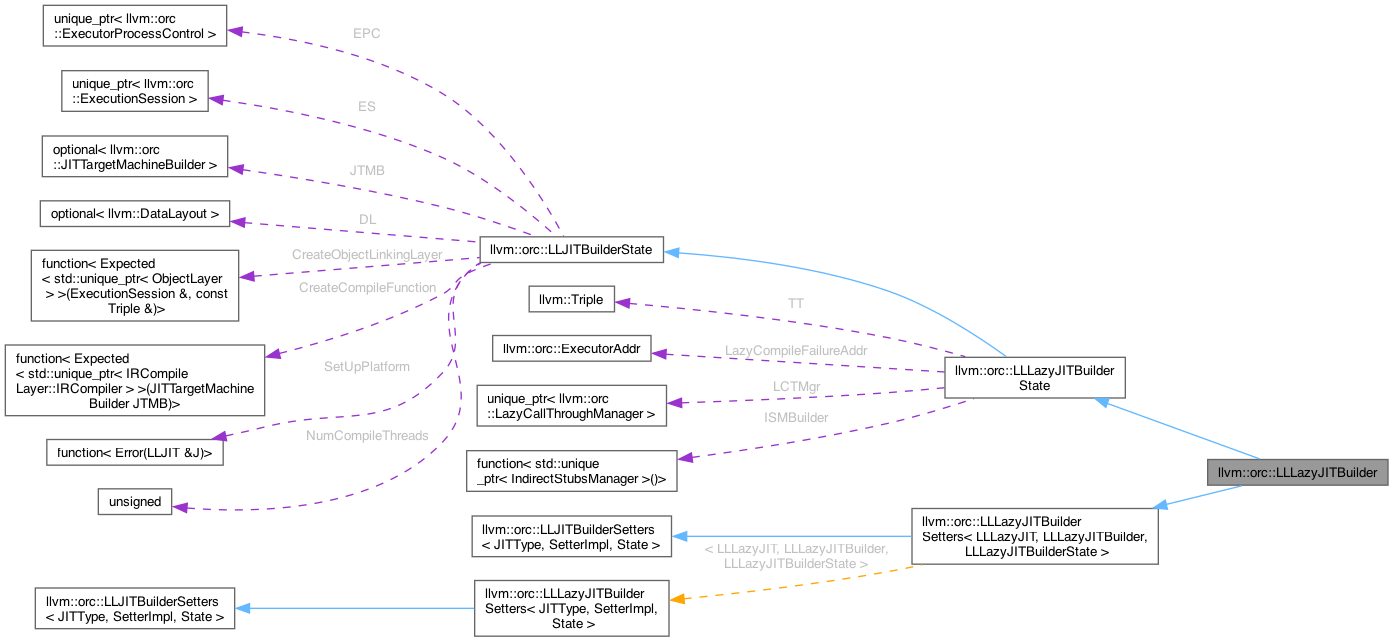 unique_ptr< llvm::orc
::ExecutorProcessControl >
EPC
unique_ptr< llvm::orc
::ExecutionSession >
ES
optional< llvm::orc
::JITTargetMachineBuilder >
JTMB
optional< llvm::DataLayout >
DL
llvm::orc::LLJITBuilderState
function< Expected
< std::unique_ptr< ObjectLayer
> >(ExecutionSession &, const
Triple &)>
CreateObjectLinkingLayer
CreateCompileFunction
llvm::Triple
TT
llvm::orc::ExecutorAddr
LazyCompileFailureAddr
function< Expected
< std::unique_ptr< IRCompile
Layer::IRCompiler > >(JITTargetMachine
Builder JTMB)>
SetUpPlatform
llvm::orc::LLLazyJITBuilder
State
unique_ptr< llvm::orc
::LazyCallThroughManager >
LCTMgr
ISMBuilder
function< Error(LLJIT &J)>
NumCompileThreads
function< std::unique
_ptr< IndirectStubsManager >()>
llvm::orc::LLLazyJITBuilder
unsigned
llvm::orc::LLJITBuilderSetters
< JITType, SetterImpl, State >
< LLLazyJIT, LLLazyJITBuilder,
LLLazyJITBuilderState >
llvm::orc::LLLazyJITBuilder
Setters< LLLazyJIT, LLLazyJITBuilder,
LLLazyJITBuilderState >
llvm::orc::LLJITBuilderSetters
< JITType, SetterImpl, State >
llvm::orc::LLLazyJITBuilder
Setters< JITType, SetterImpl,
State >